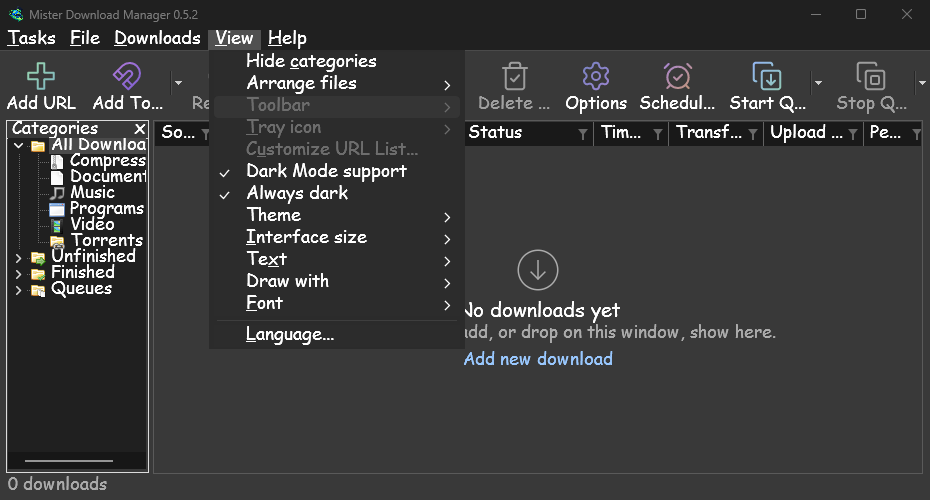 Mister Download Manager 0.5.2
Tasks File Downloads View Help
Add URL Add To... Re Delete ... Options Schedul... Start Q... Stop Q...
Hide categories
Arrange files
Toolbar
Tray icon
Customize URL List...
Dark Mode support
Always dark
Theme
Interface size
Text
Draw with
Font
Language...
Categories X
All Downloa
Compress
Document
Music
Programs
Video
Torrents
Unfinished
Finished
Queues
So... Status Tim... Transf... Upload ... Pe...
No downloads yet
add, or drop on this window, show here.
Add new download
0 downloads